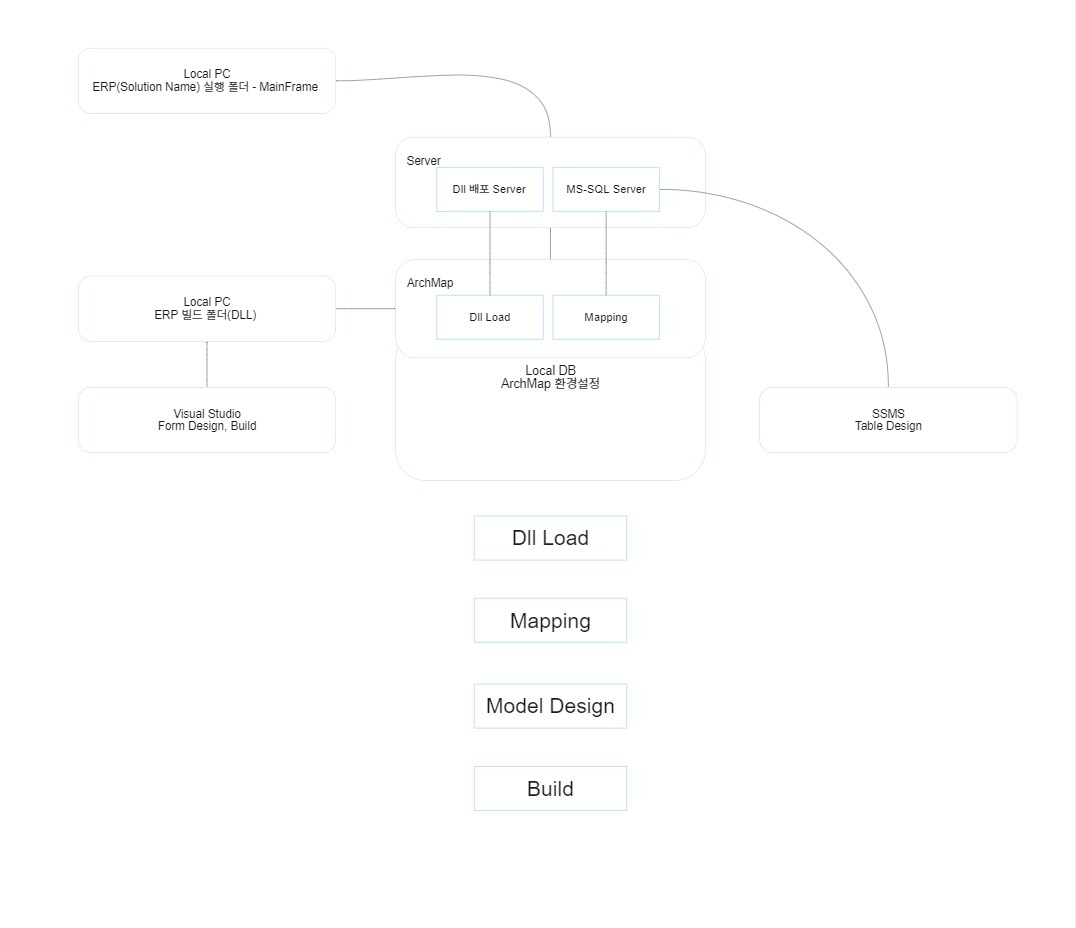 Local PC
ERP(Solution Name) 실행 폴더 - MainFrame
Server
Dll 배포 Server
MS-SQL Server
ArchMap
Dll Load
Mapping
Local PC
ERP 빌드 폴더(DLL)
Local DB
ArchMap 환경설정
Visual Studio
Form Design, Build
SSMS
Table Design
Dll Load
Mapping
Model Design
Build